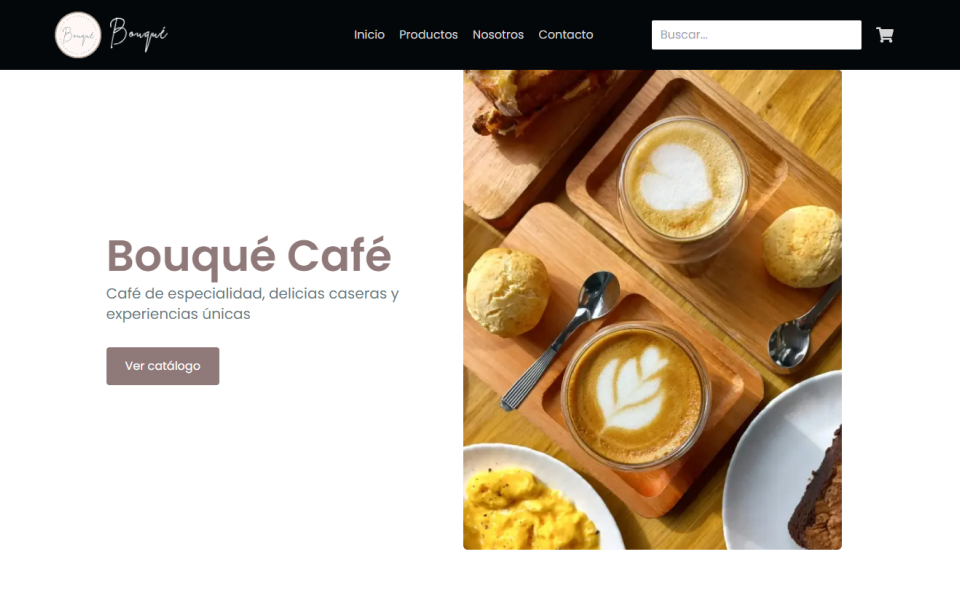 Bouqué
Bouqué
Inicio
Productos
Nosotros
Contacto
Buscar...
Bouqué Café
Café de especialidad, delicias caseras y
experiencias únicas
Ver catálogo